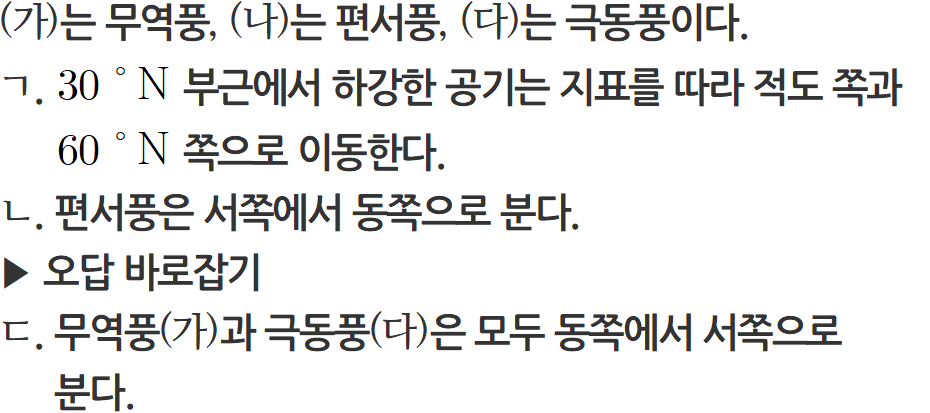 (가)는 무역풍, (나)는 편서풍, (다)는 극동풍이다.
ㄱ. 30 °N 부근에서 하강한 공기는 지표를 따라 적도 쪽과
60 °N 쪽으로 이동한다.
ㄴ. 편서풍은 서쪽에서 동쪽으로 분다.
▶ 오답 바로잡기
ㄷ. 무역풍(가)과 극동풍(다)은 모두 동쪽에서 서쪽으로
분다.